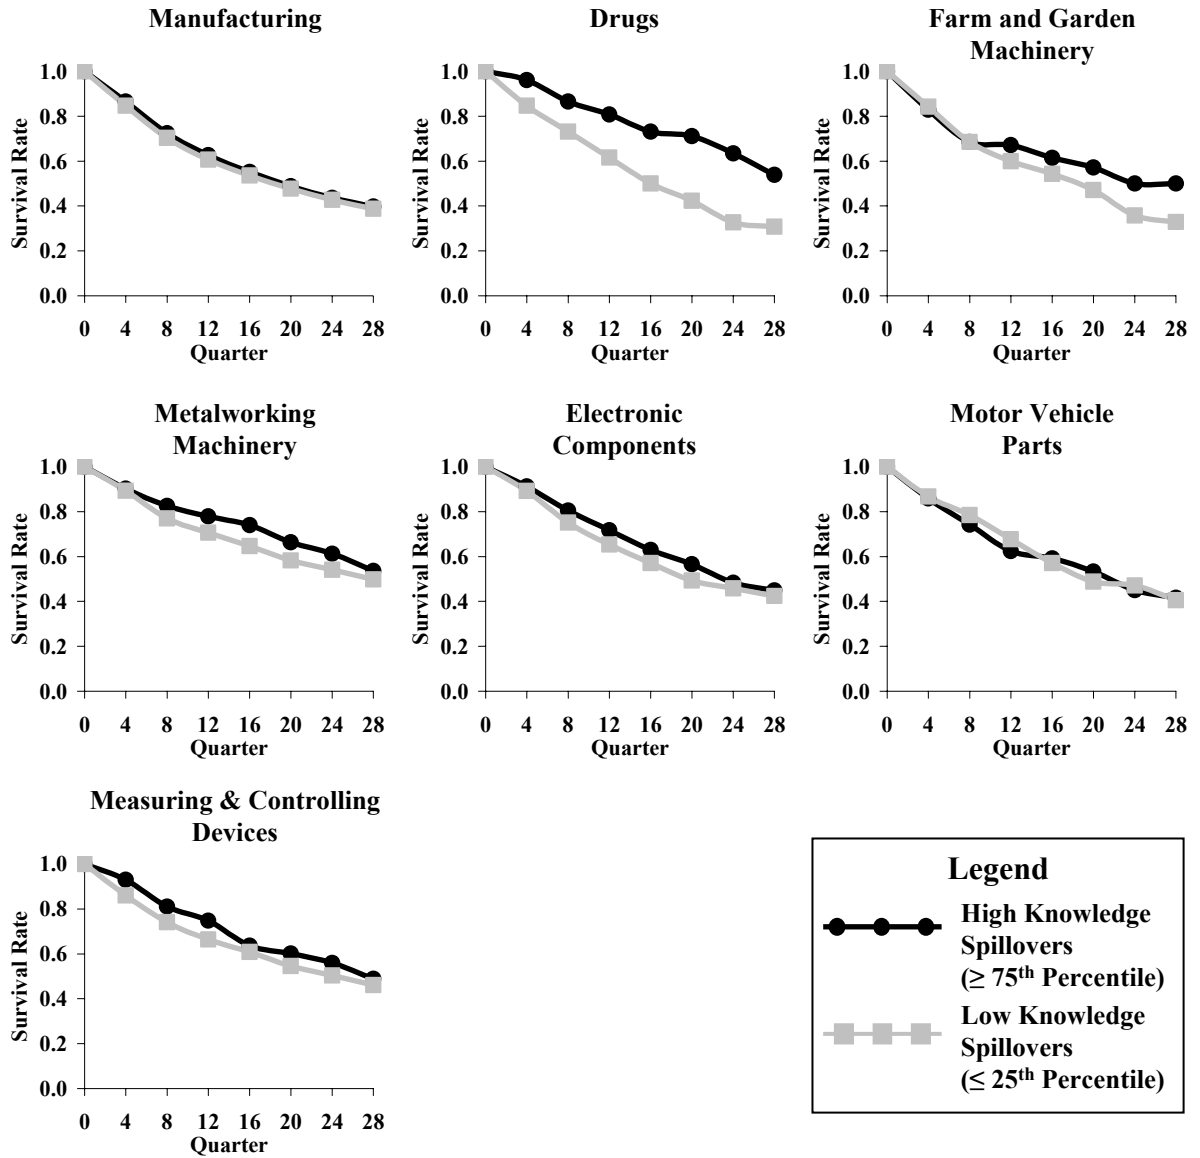 Manufacturing
Survival Rate
1.0
0.8
0.6
0.4
0.2
0.0
0 4 8 12 16 20 24 28
Quarter
Drugs
Survival Rate
1.0
0.8
0.6
0.4
0.2
0.0
0 4 8 12 16 20 24 28
Quarter
Farm and Garden
Machinery
Survival Rate
1.0
0.8
0.6
0.4
0.2
0.0
0 4 8 12 16 20 24 28
Quarter
Metalworking
Machinery
Survival Rate
1.0
0.8
0.6
0.4
0.2
0.0
0 4 8 12 16 20 24 28
Quarter
Electronic
Components
Survival Rate
1.0
0.8
0.6
0.4
0.2
0.0
0 4 8 12 16 20 24 28
Quarter
Motor Vehicle
Parts
Survival Rate
1.0
0.8
0.6
0.4
0.2
0.0
0 4 8 12 16 20 24 28
Quarter
Measuring & Controlling
Devices
Survival Rate
1.0
0.8
0.6
0.4
0.2
0.0
0 4 8 12 16 20 24 28
Quarter
Legend
High Knowledge
Spillovers
(≥ 75th Percentile)
Low Knowledge
Spillovers
(≤ 25th Percentile)